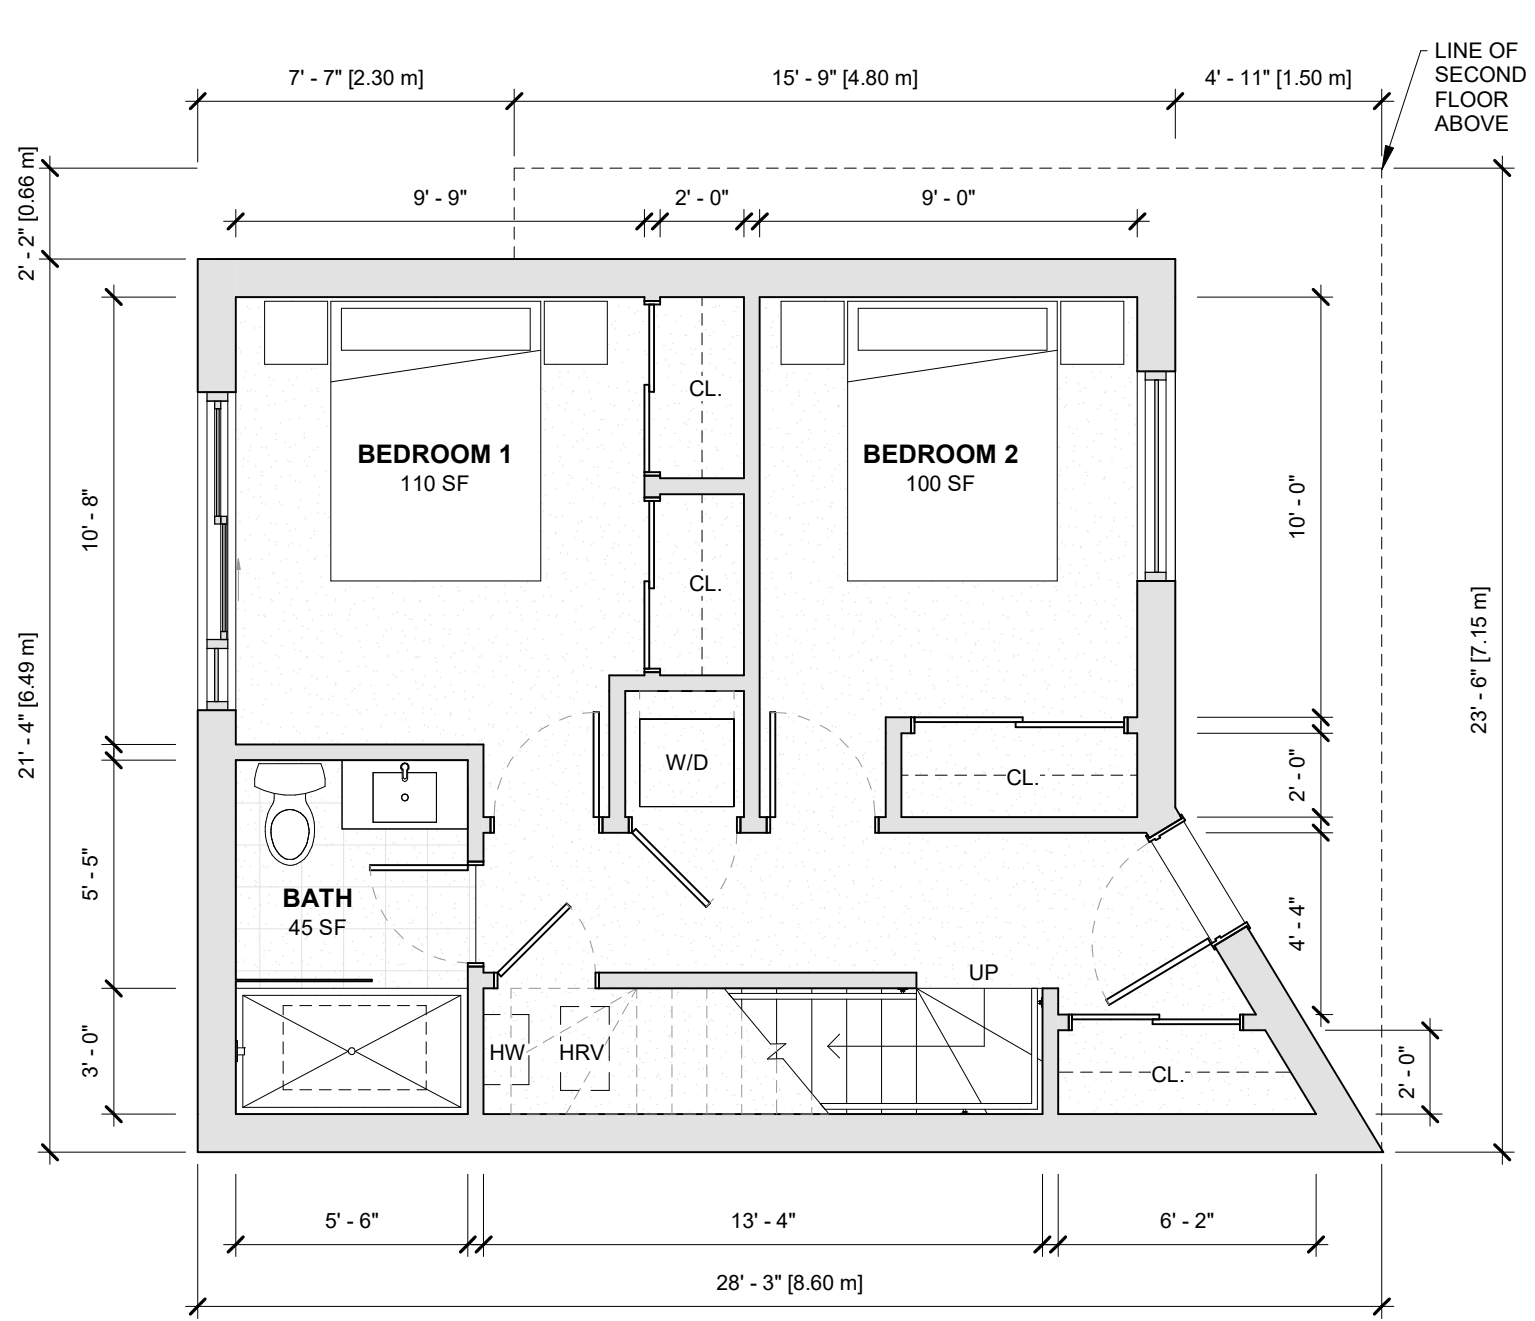 LINE OF
SECOND
FLOOR
ABOVE
7' - 7" [2.30 m]
15' - 9" [4.80 m]
4' - 11" [1.50 m]
2' - 2" [0.66 m]
9' - 9"
2' - 0"
9' - 0"
CL.
BEDROOM 1
110 SF
BEDROOM 2
100 SF
10' - 8"
10' - 0"
CL.
21' - 4" [6.49 m]
23' - 6" [7.15 m]
W/D
CL.
2' - 0"
5' - 5"
BATH
45 SF
4' - 4"
UP
3' - 0"
HW
HRV
CL.
2' - 0"
5' - 6"
13' - 4"
6' - 2"
28' - 3" [8.60 m]